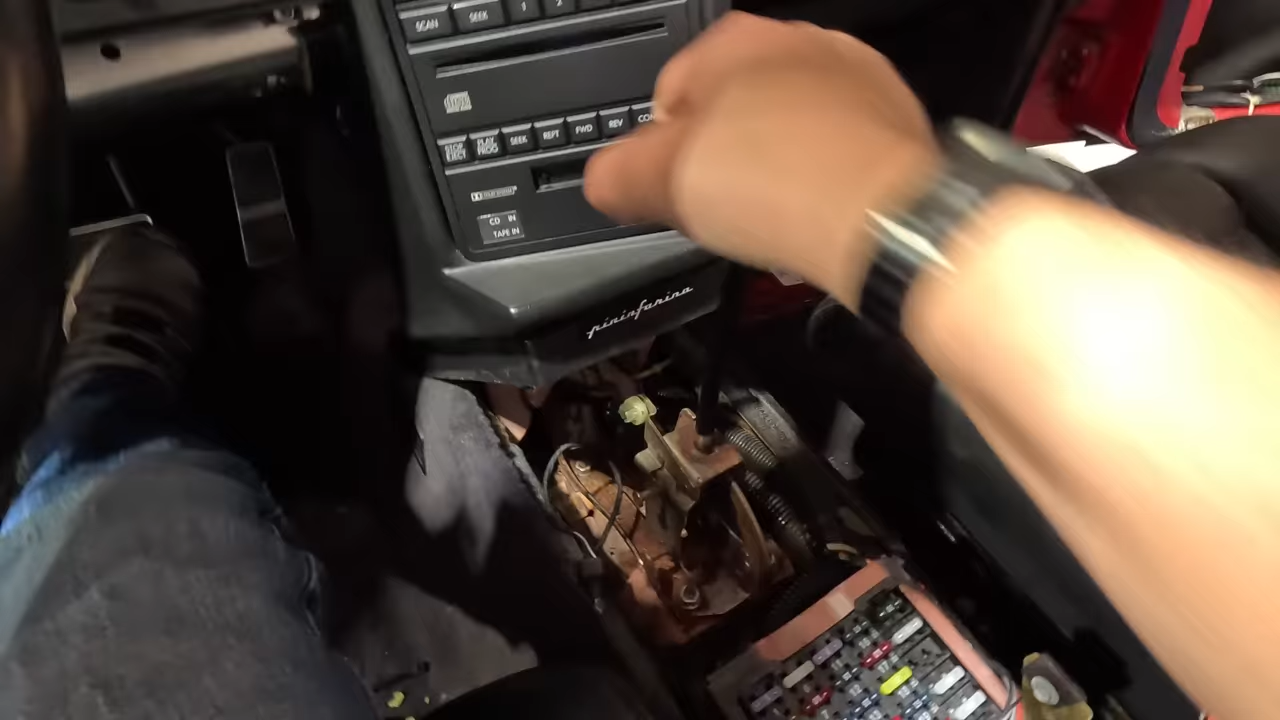 SCAN SEEK 1 2
STOP EJECT PLAY PROG SEEK REPT FWD REV
CD IN
TAPE IN
pininfarina